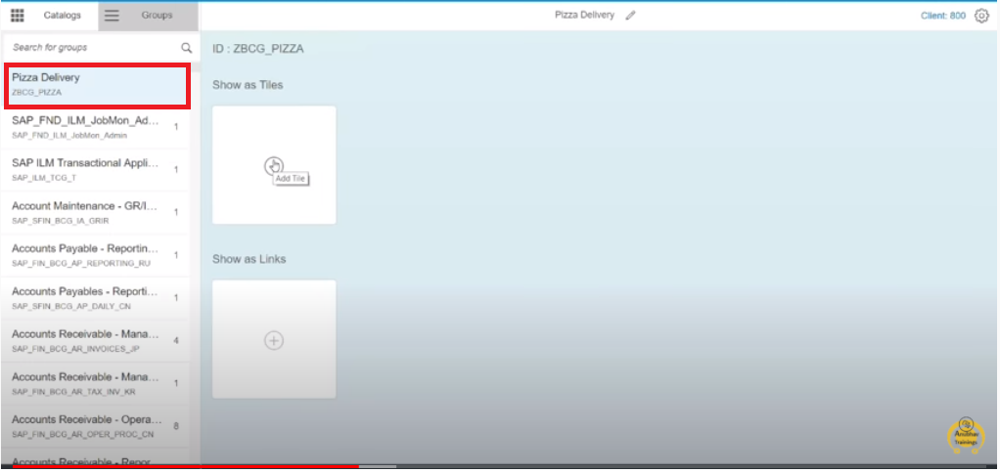 Catalogs
Groups
Pizza Delivery
Client: 800
Search for groups
ID : ZBCG_PIZZA
Pizza Delivery
ZBCG_PIZZA
Show as Tiles
SAP_FND_ILM_JobMon_Ad...
1
SAP_FND_ILM_JobMon_Admin
SAP ILM Transactional Appli...
1
SAP_ILM_TCG_T
Add Tile
Account Maintenance - GR/I...
1
SAP_SFIN_BCG_IA_GRIR
Accounts Payable - Reportin...
1
SAP_FIN_BCG_AP_REPORTING_RU
Show as Links
Accounts Payables - Reporti...
1
SAP_SFIN_BCG_AP_DAILY_CN
Accounts Receivable - Mana...
4
SAP_FIN_BCG_AR_INVOICES_JP
Accounts Receivable - Mana...
1
SAP_FIN_BCG_AR_TAX_INV_KR
Accounts Receivable - Opera...
8
SAP_FIN_BCG_AR_OPER_PROC_CN
Accounts Receivable - Repor
Trainings